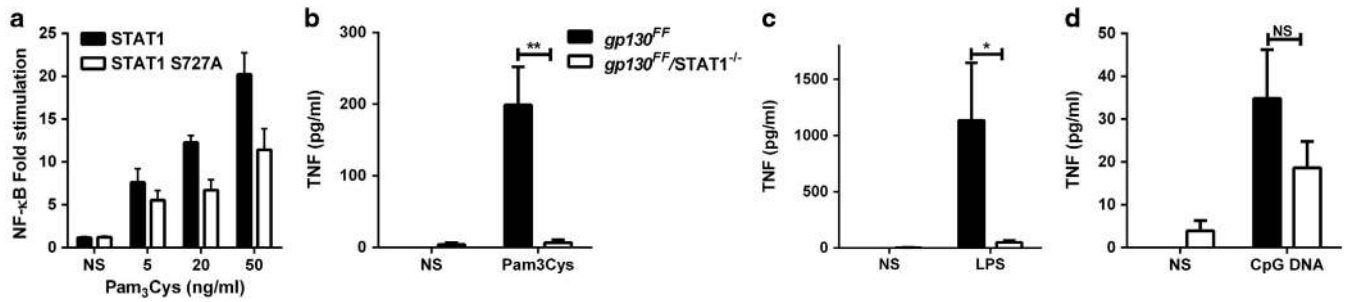 a
STAT1
STAT1 S727A
NF-κB Fold stimulation
25
20
15
10
5
0
NS 5 20 50
Pam₃Cys (ng/ml)
b
gp130ᶠᶠ
gp130ᶠᶠ/STAT1⁻/⁻
**
TNF (pg/ml)
300
200
100
0
NS Pam3Cys
c
*
TNF (pg/ml)
1500
1000
500
0
NS LPS
d
NS
TNF (pg/ml)
50
40
30
20
10
0
NS CpG DNA